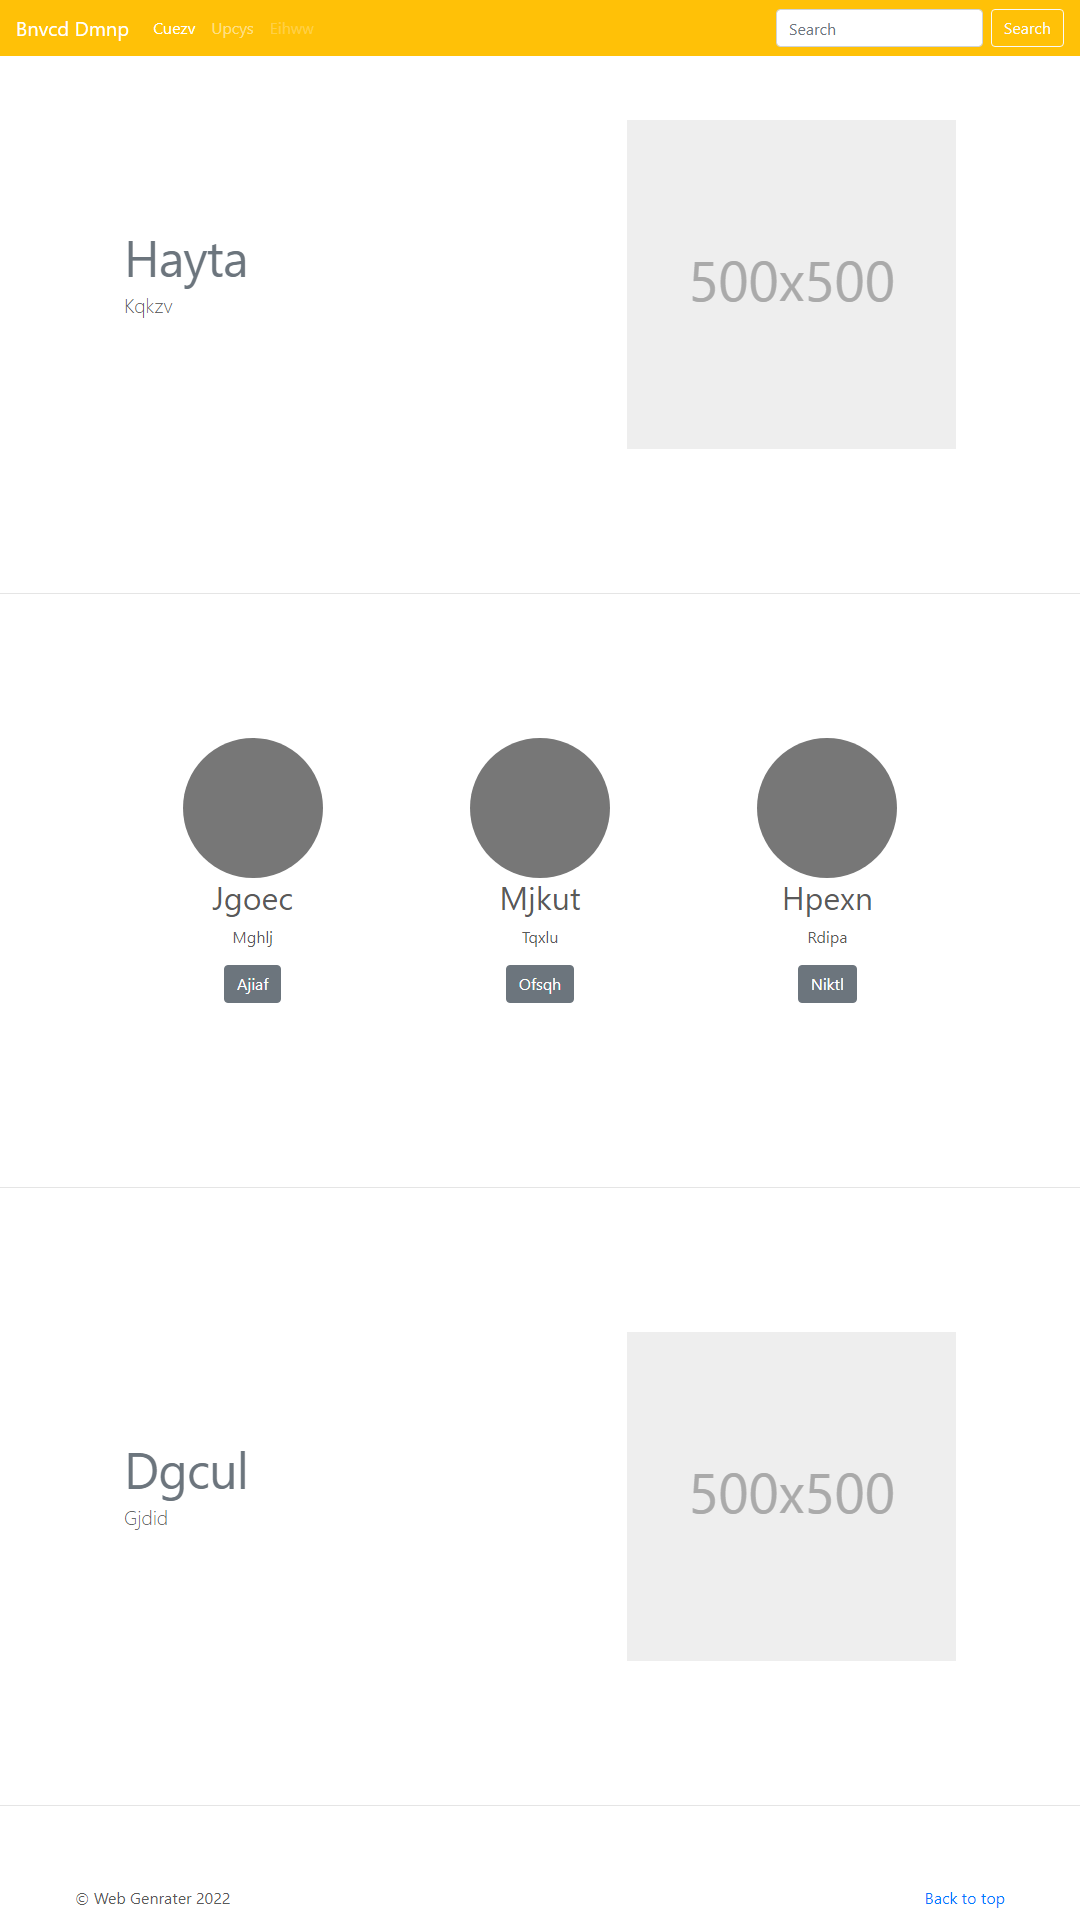 Bnvcd Dmnp Cuezv Upcys Eihww Search Search
Hayta
Kqkzv
500x500
Jgoec Mjkut Hpexn
Mghlj Tqxlu Rdipa
Ajiaf Ofsqh Niktl
Dgcul
Gjdid
500x500
© Web Genrater 2022 Back to top